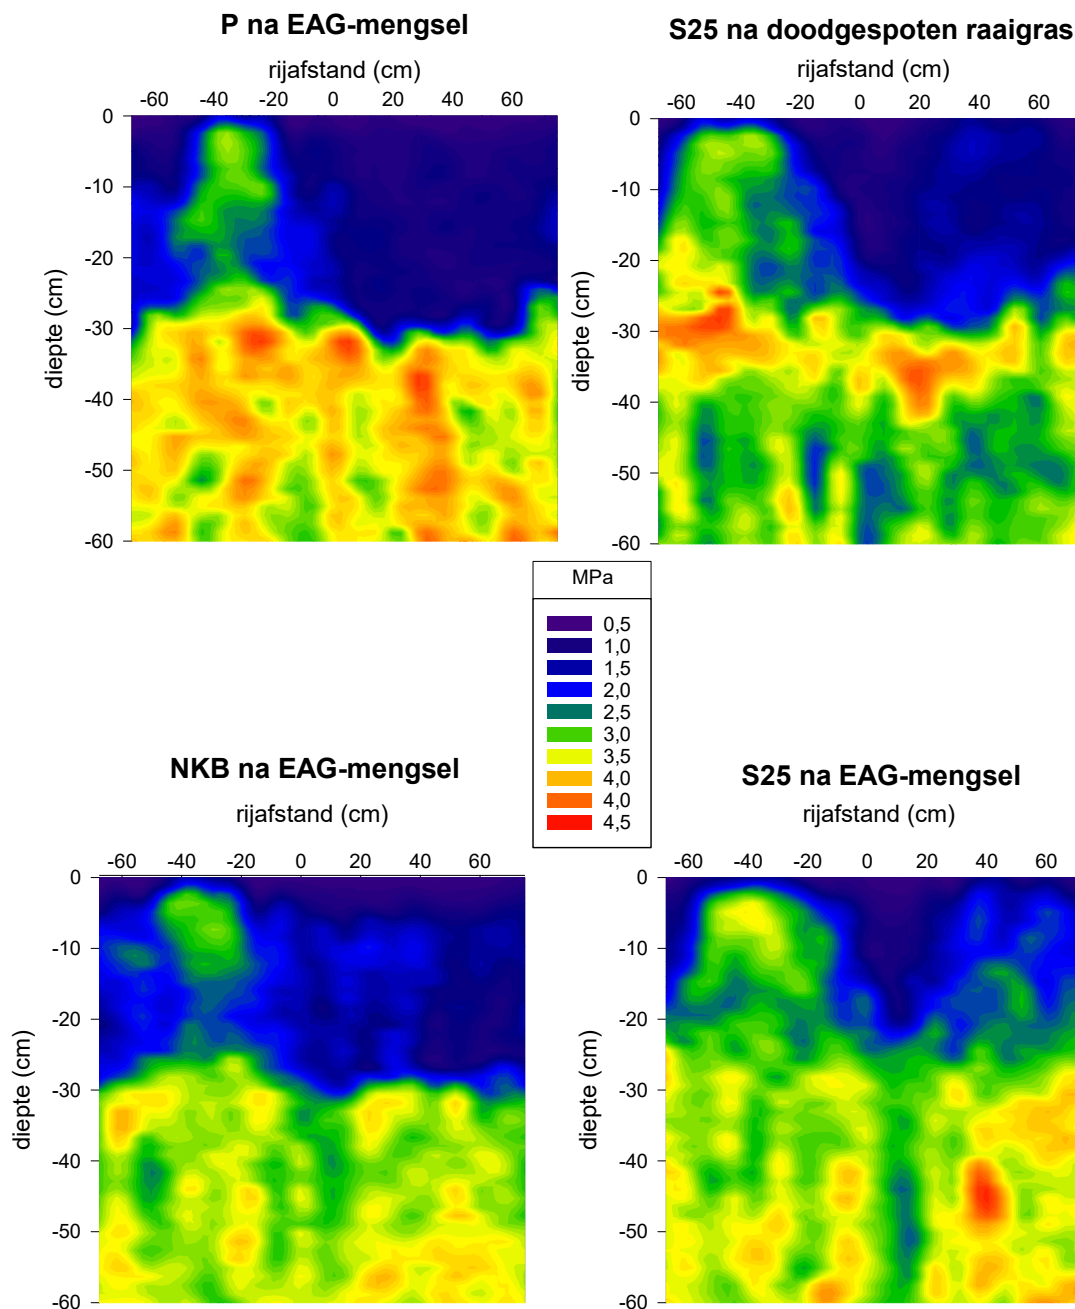 P na EAG-mengsel
rijafstand (cm)
-60 -40 -20 0 20 40 60
0
-10
-20
-30
-40
-50
-60
diepte (cm)
S25 na doodgespoten raaigras
rijafstand (cm)
-60 -40 -20 0 20 40 60
0
-10
-20
-30
-40
-50
-60
diepte (cm)
MPa
0,5
1,0
1,5
2,0
2,5
3,0
3,5
4,0
4,0
4,5
NKB na EAG-mengsel
rijafstand (cm)
-60 -40 -20 0 20 40 60
0
-10
-20
-30
-40
-50
-60
diepte (cm)
S25 na EAG-mengsel
rijafstand (cm)
-60 -40 -20 0 20 40 60
0
-10
-20
-30
-40
-50
-60
diepte (cm)